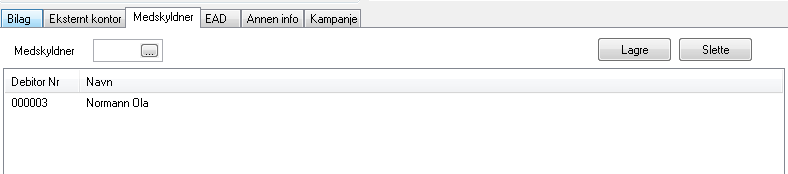 Bilag Eksternt kontor Medskyldner EAD Annen info Kampanje
Medskyldner ... Lagre Slette
Debitor Nr Navn
000003 Normann Ola